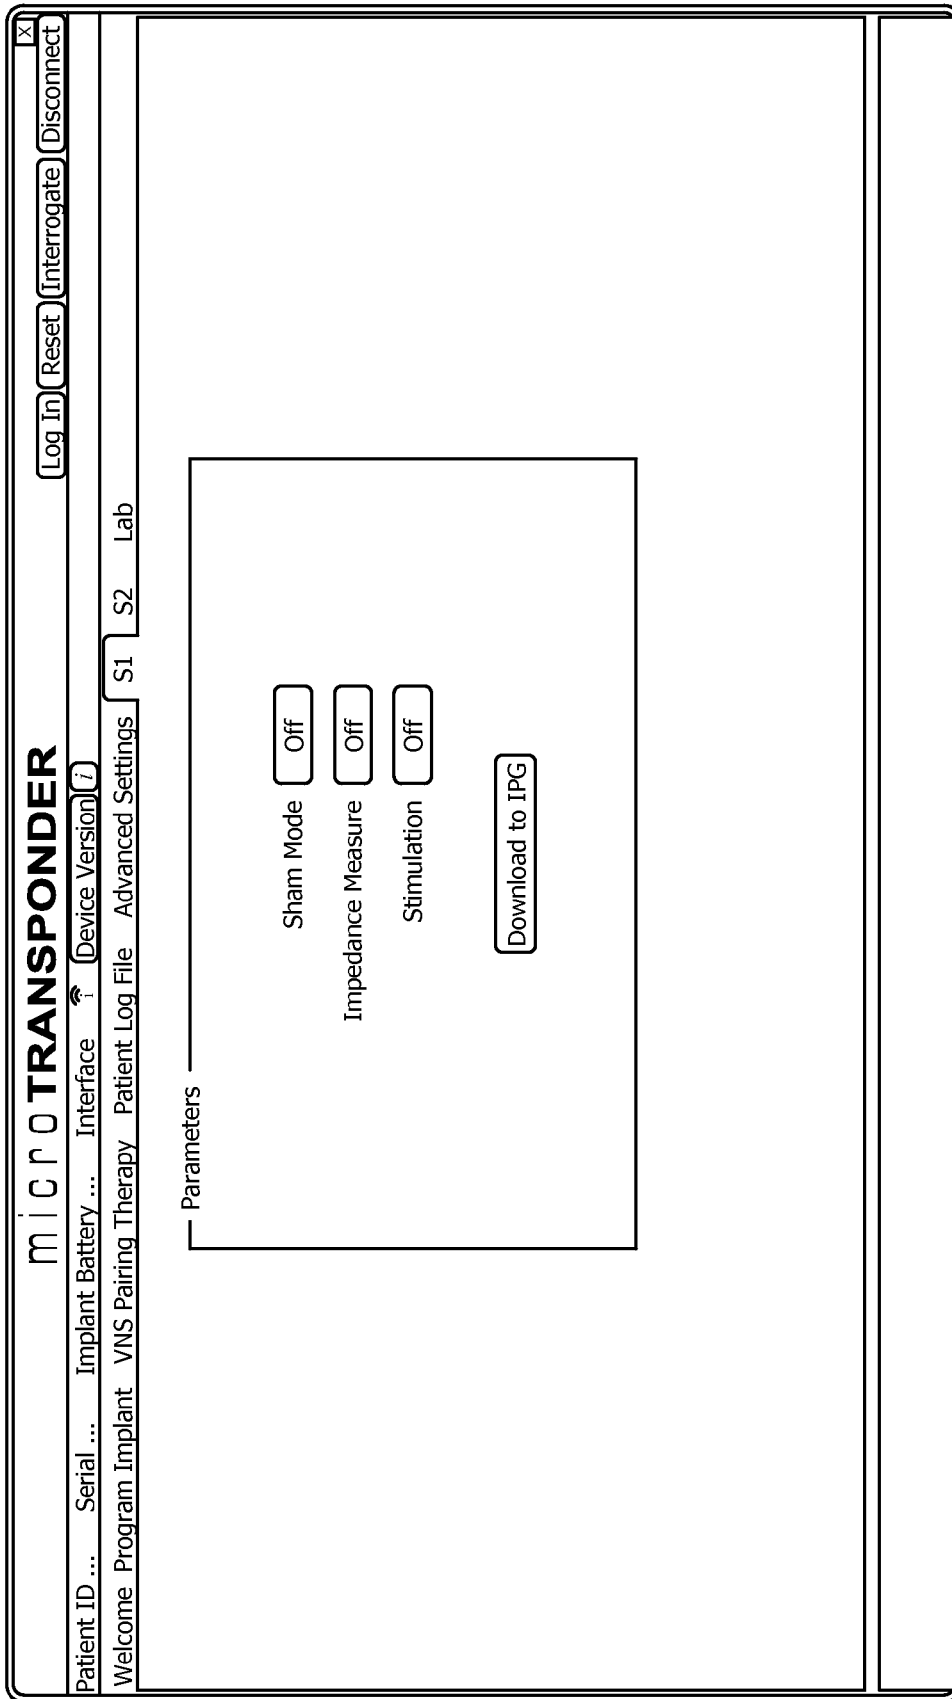 X
microTRANSPONDER
Log In Reset Interrogate Disconnect
Patient ID ... Serial ... Implant Battery ... Interface Device Version i
Welcome Program Implant VNS Pairing Therapy Patient Log File Advanced Settings S1 S2 Lab
Parameters
Sham Mode Off
Impedance Measure Off
Stimulation Off
Download to IPG